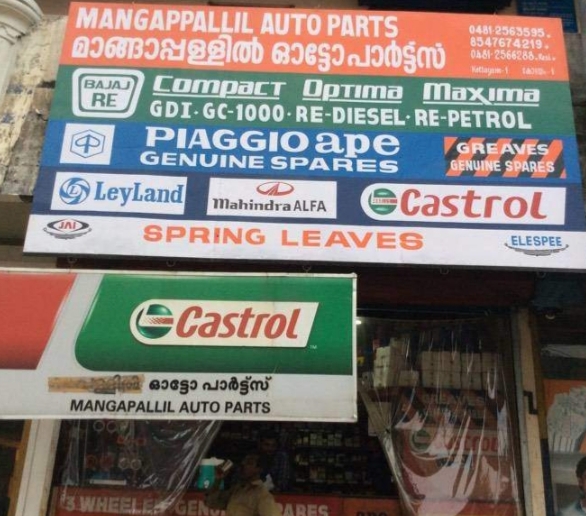 MANGAPPALLIL AUTO PARTS
മാങ്ങാപ്പള്ളിൽ ഓട്ടോ പാർട്ട്സ്
0481-2563595.
8547674219.
BAJAJ
RE
Compact Optima Maxima
GDI·GC-1000·RE-DIESEL·RE-PETROL
PIAGGIO ape
GENUINE SPARES
GREAVES
GENUINE SPARES
LeyLand
Mahindra ALFA
Castrol
JAI
SPRING LEAVES
ELESPEE
Castrol
ഓട്ടോ പാർട്ട്സ്
MANGAPALLIL AUTO PARTS
Castrol
3 WHEELER